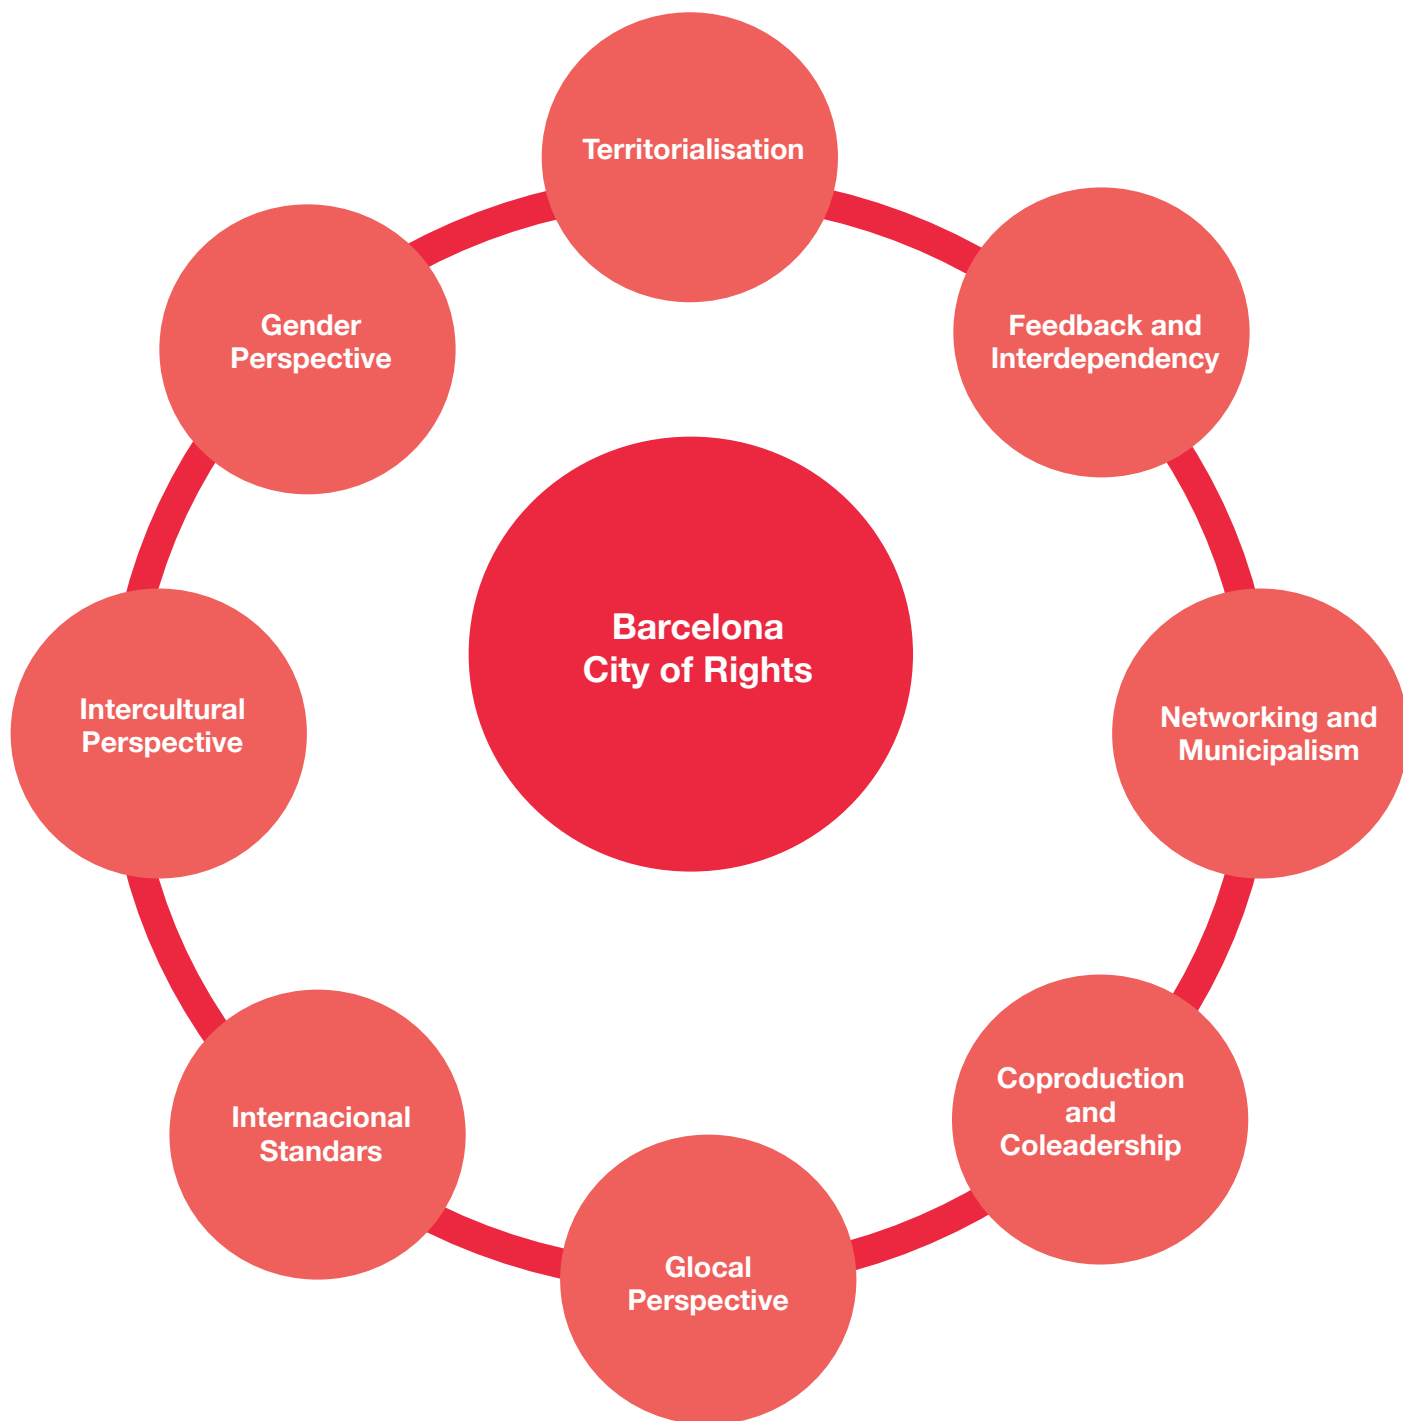 Territorialisation
Feedback and
Interdependency
Networking and
Municipalism
Coproduction
and
Coleadership
Glocal
Perspective
Internacional
Standars
Intercultural
Perspective
Gender
Perspective
Barcelona
City of Rights